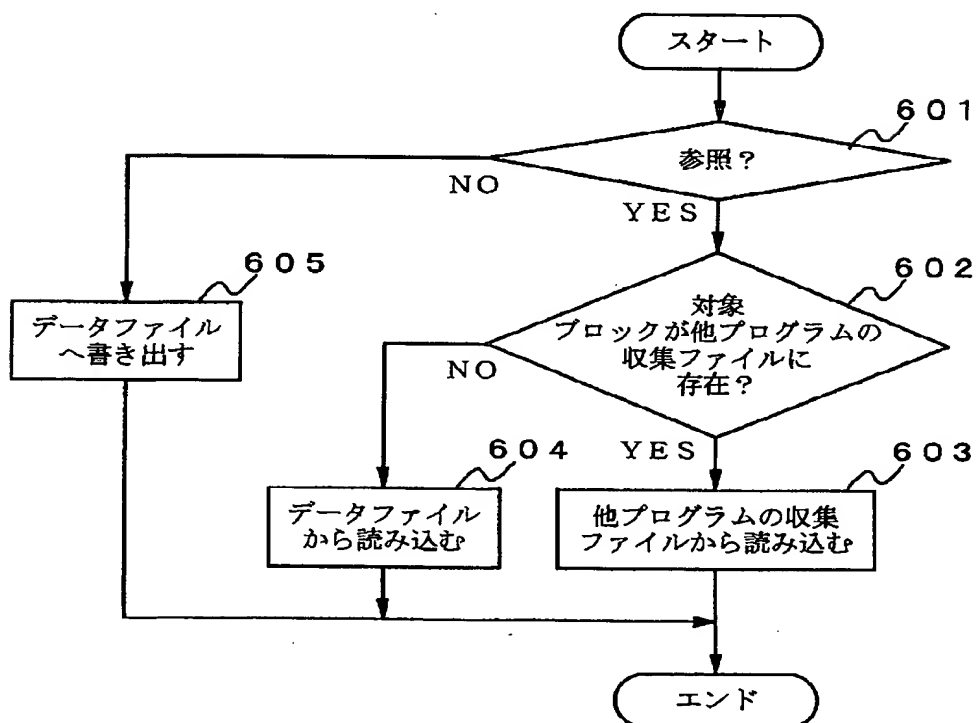 スタート
601
参照？
NO
YES
605
データファイル
へ書き出す
602
対象
ブロックが他プログラムの
収集ファイルに
存在？
NO
YES
604
データファイル
から読み込む
603
他プログラムの収集
ファイルから読み込む
エンド